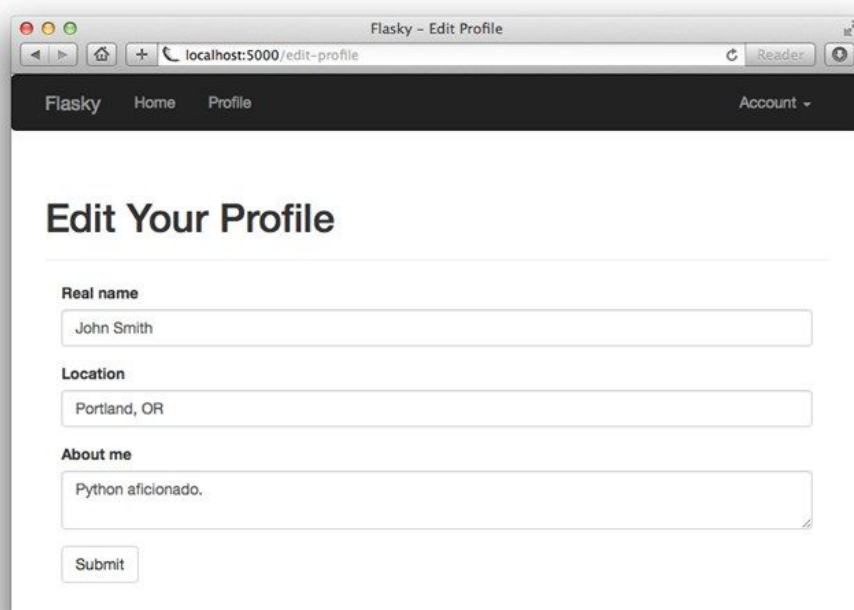 Flasky - Edit Profile
localhost:5000/edit-profile
Reader
Flasky Home Profile Account
Edit Your Profile
Real name
John Smith
Location
Portland, OR
About me
Python aficionado.
Submit